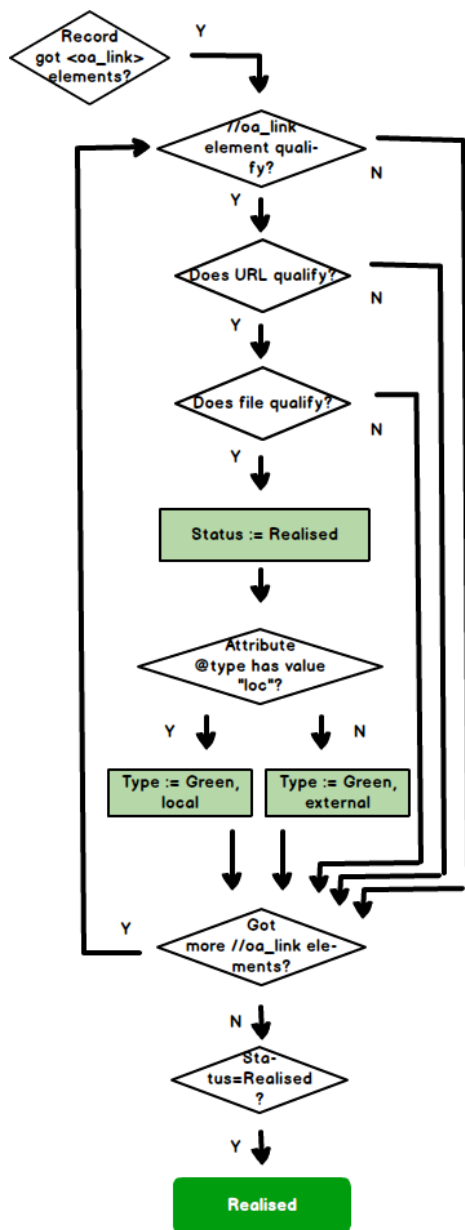 Record
got <oa_link>
elements?
Y
//oa_link
element quali-
fy?
N
Y
Does URL qualify?
N
Y
Does file qualify?
N
Y
Status := Realised
Attribute
@type has value
"loc"?
Y
N
Type := Green,
local
Type := Green,
external
Got
more //oa_link ele-
ments?
Y
N
Sta-
tus=Realised
?
Y
Realised